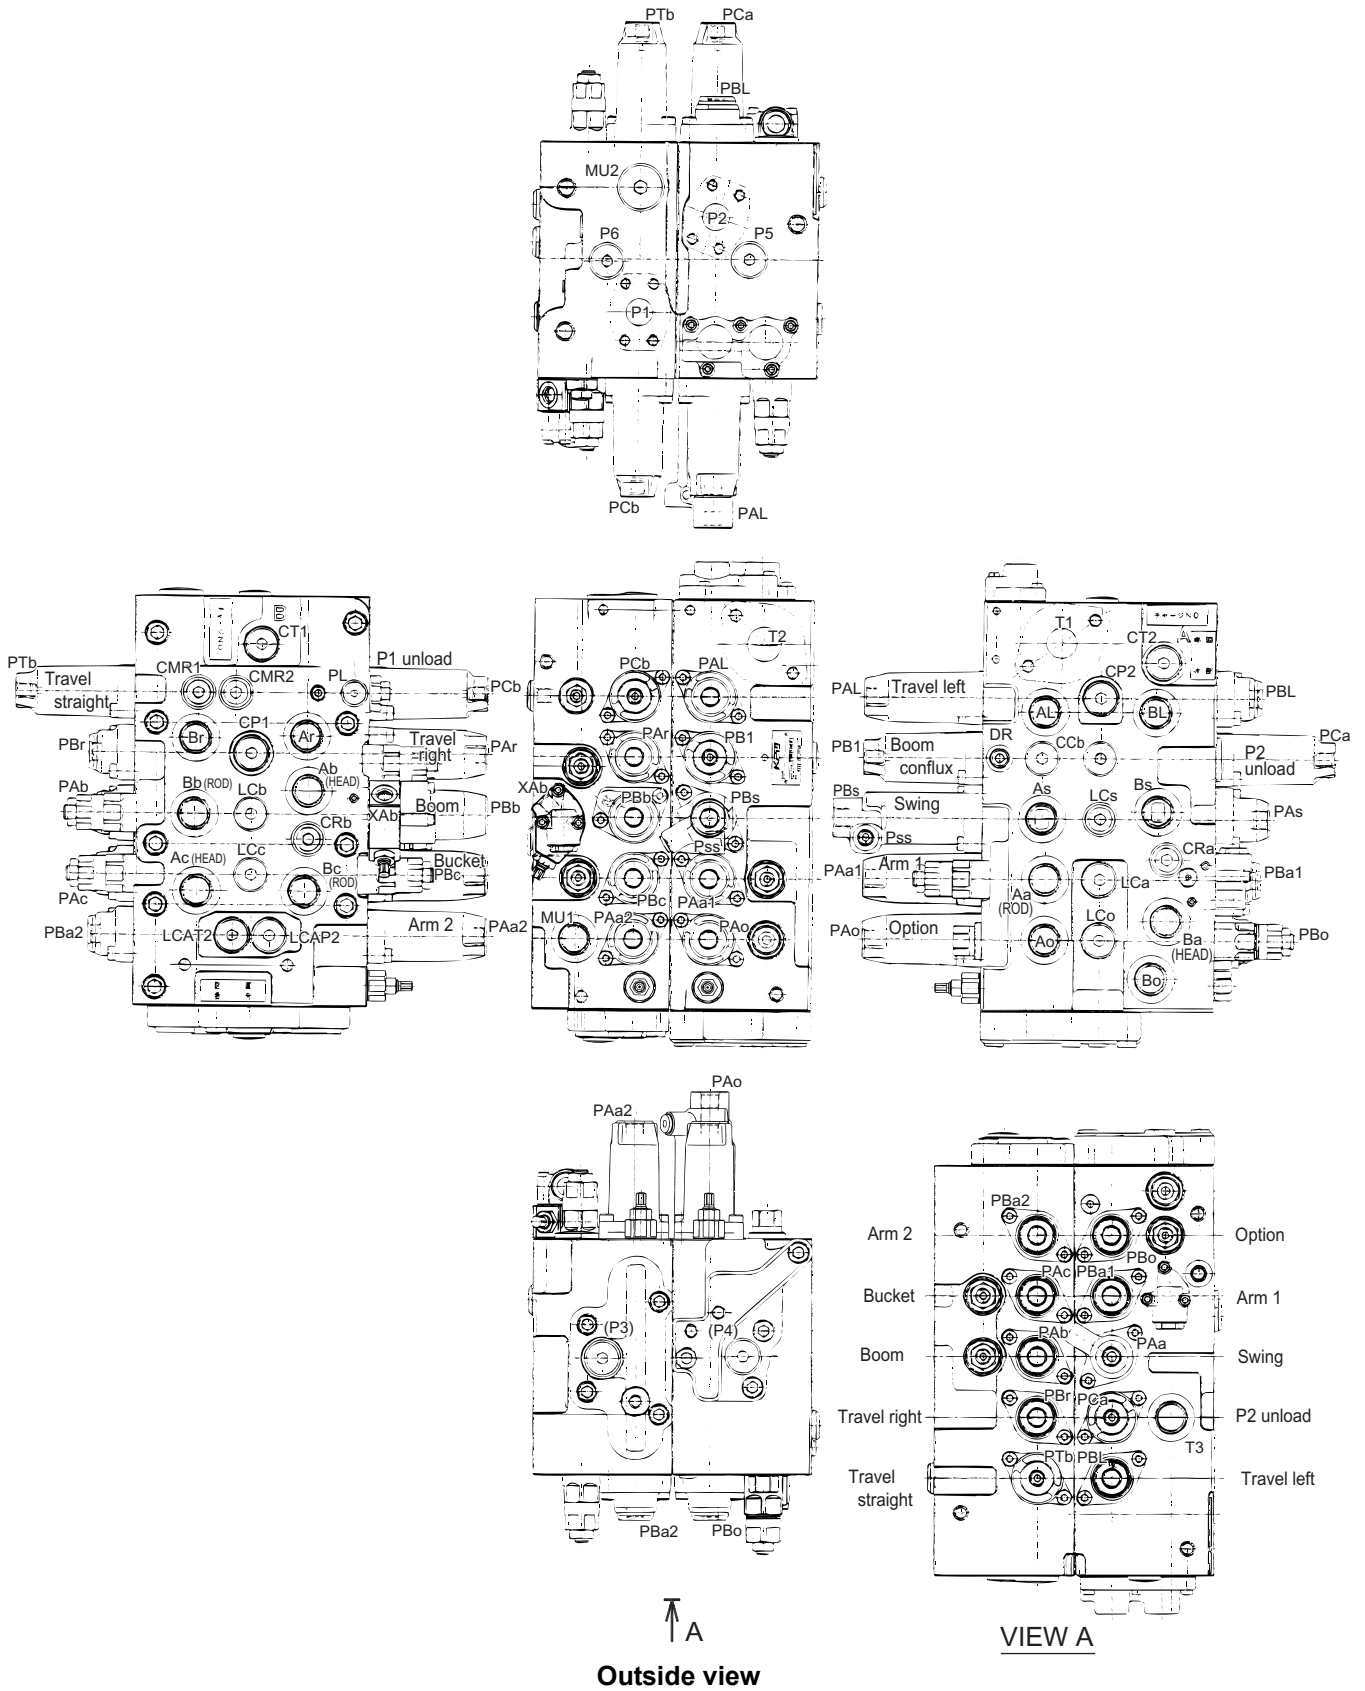 PTb PCa
PBL
MU2
P2
P6 P5
P1
PCb PAL
B
CT1
PTb Travel straight
CMR1 CMR2 PL
P1 unload
PCb
PBr Br CP1 Ar
Travel right PAr
PAb Bb (ROD) LCb Ab (HEAD)
XAb Boom PBb
CRb
Ac (HEAD) LCc Bc (ROD)
Bucket PBc
PAc
PBa2 LCAT2 LCAP2 Arm 2 PAa2
T2
PCb PAL
PAr PB1
XAb PBb PBs
Pss
PBc PAa1
MU1 PAa2 PAo
T1 CT2 A
PAL Travel left CP2 PBL
AL BL
PB1 Boom conflux DR CCb P2 unload PCa
PBs Swing As LCs Bs PAs
Pss
PAa1 Arm 1 Aa (ROD) LCa CRa PBa1
PAo Option Ao LCo Ba (HEAD) PBo
Bo
PAo
PAa2
(P3) (P4)
PBa2 PBo
PBa2
Arm 2 Option
PBo
Bucket PAc PBa1 Arm 1
Boom PAb PAa Swing
Travel right PBr PCa P2 unload
T3
Travel straight PTb PBL Travel left
A
VIEW A
Outside view